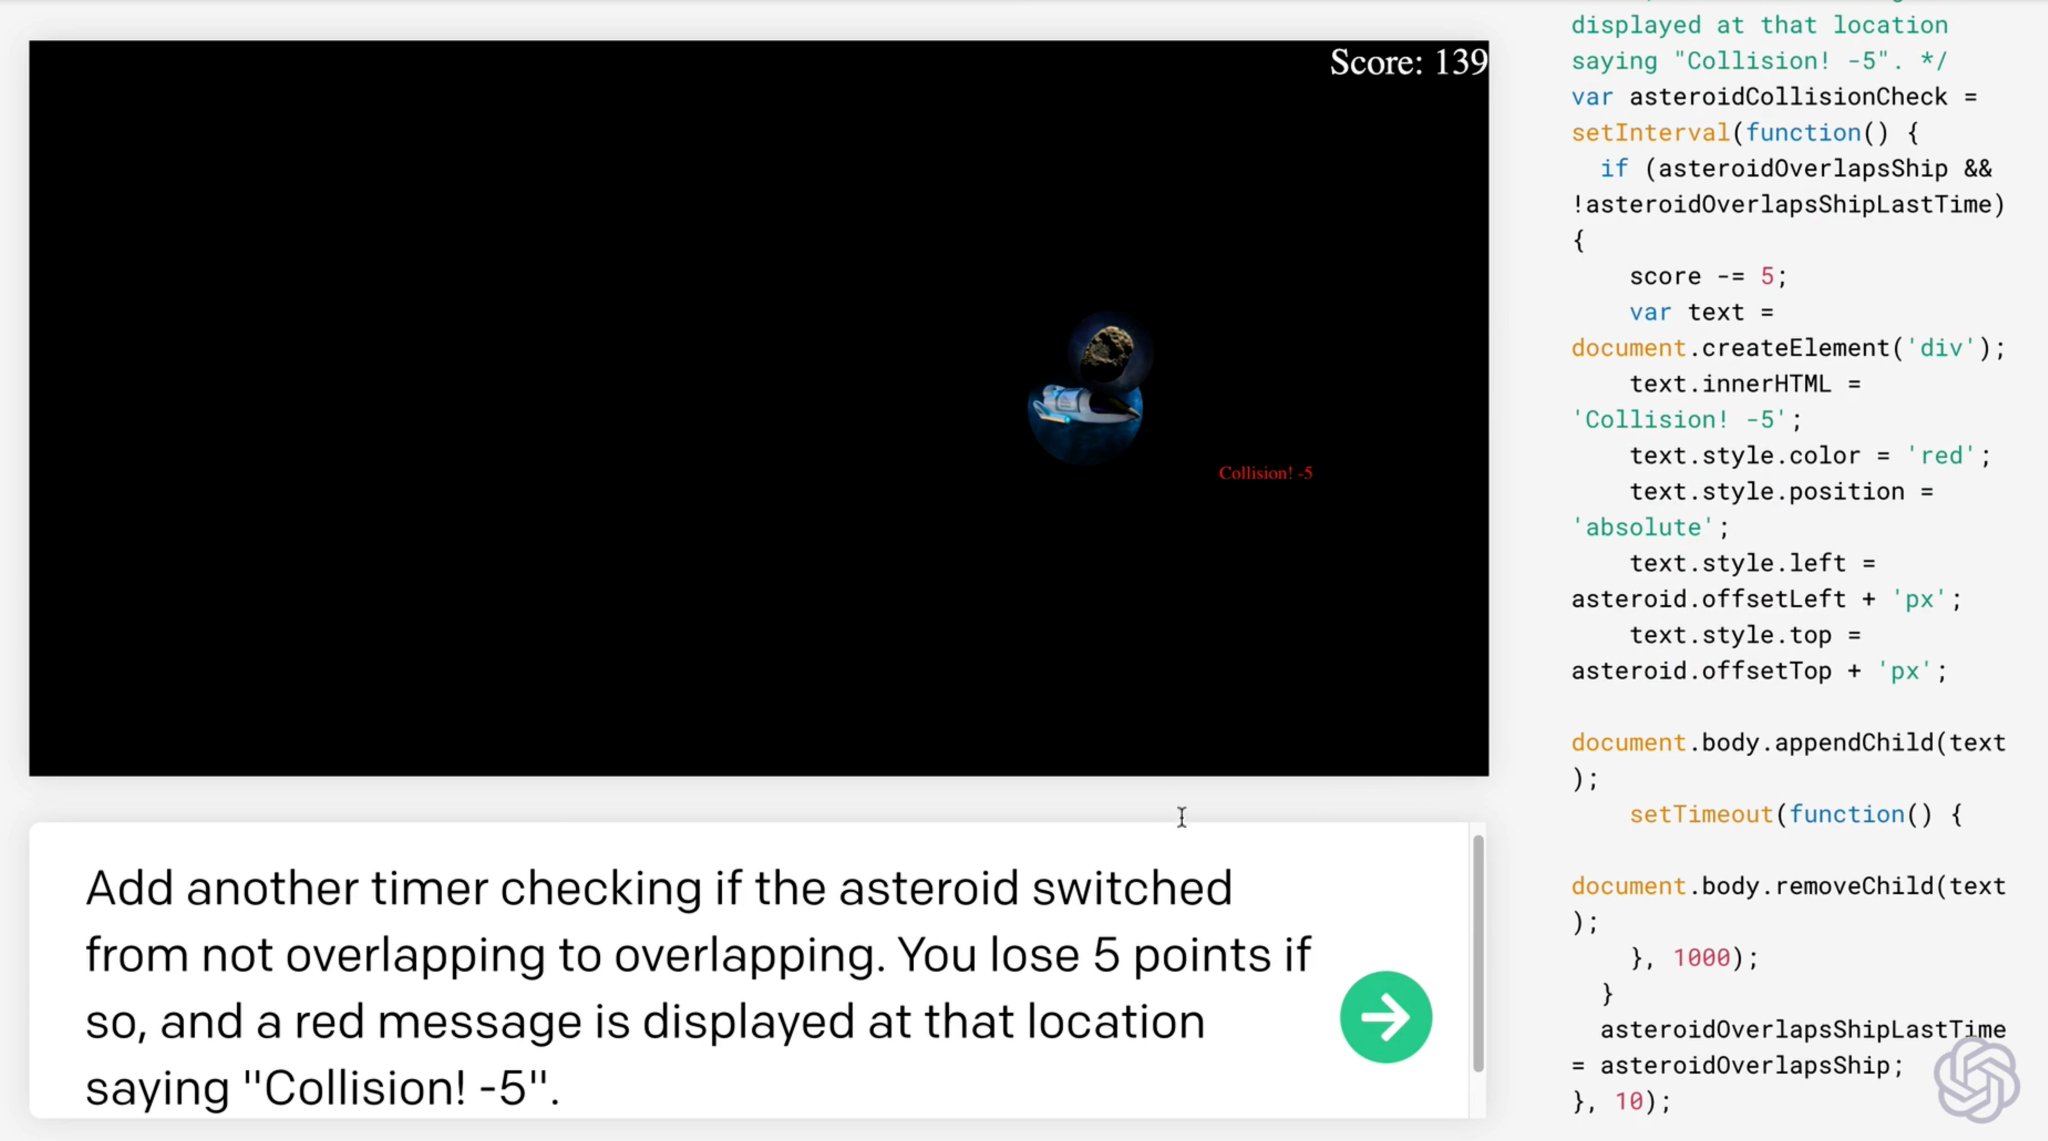 Score: 139
Collision! -5
Add another timer checking if the asteroid switched
from not overlapping to overlapping. You lose 5 points if
so, and a red message is displayed at that location
saying "Collision! -5".
displayed at that location
saying "Collision! -5". */
var asteroidCollisionCheck =
setInterval(function() {
  if (asteroidOverlapsShip &&
!asteroidOverlapsShipLastTime)
{
    score -= 5;
    var text =
document.createElement('div');
    text.innerHTML =
'Collision! -5';
    text.style.color = 'red';
    text.style.position =
'absolute';
    text.style.left =
asteroid.offsetLeft + 'px';
    text.style.top =
asteroid.offsetTop + 'px';
document.body.appendChild(text
);
    setTimeout(function() {
document.body.removeChild(text
);
    }, 1000);
  }
  asteroidOverlapsShipLastTime
= asteroidOverlapsShip;
}, 10);